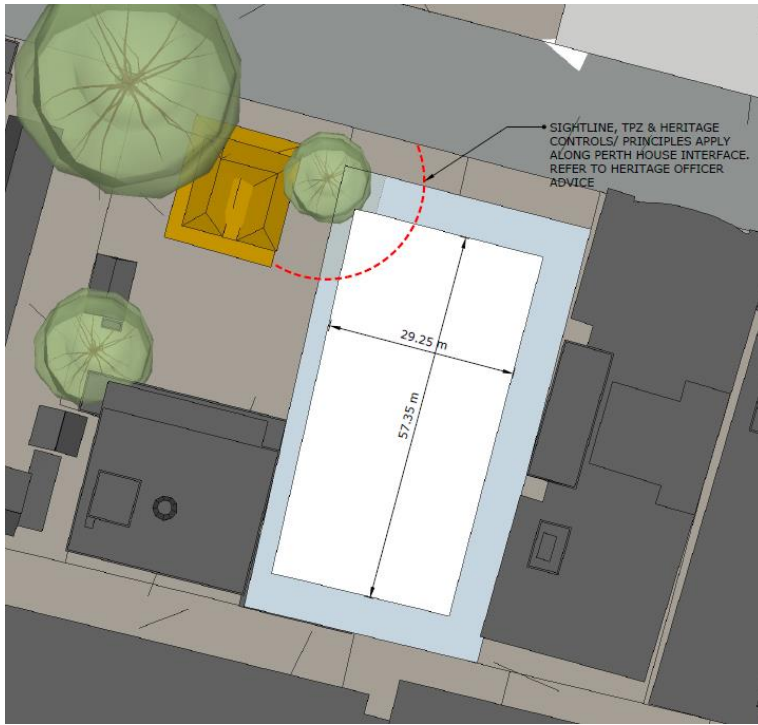 SIGHTLINE, TPZ & HERITAGE
CONTROLS/ PRINCIPLES APPLY
ALONG PERTH HOUSE INTERFACE.
REFER TO HERITAGE OFFICER
ADVICE
29.25 m
57.35 m